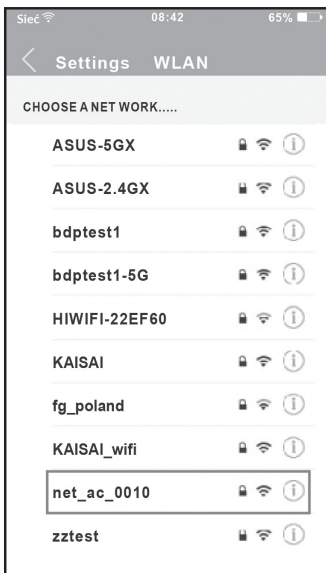 Sieć 08:42 65%
Settings WLAN
CHOOSE A NET WORK.....
ASUS-5GX
ASUS-2.4GX
bdptest1
bdptest1-5G
HIWIFI-22EF60
KAISAI
fg_poland
KAISAI_wifi
net_ac_0010
zztest